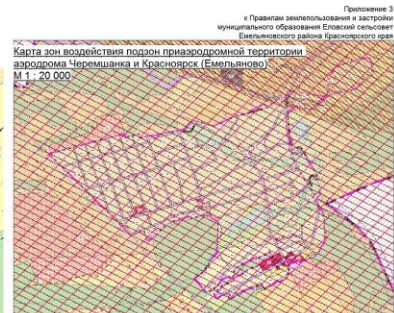 Приложение 3
к Правилам землепользования и застройки
муниципального образования Еловский сельсовет
Емельяновского района Красноярского края
Карта зон воздействия подзон приаэродромной территории
аэродрома Черемшанка и Красноярск (Емельяново)
М 1 : 20 000